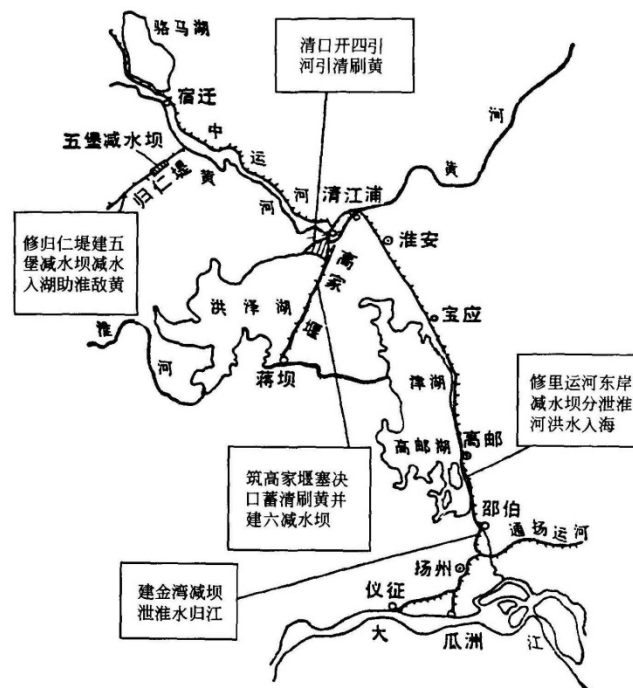 骆马湖
清口开四引
河引清刷黄
宿迁
五堡减水坝
中
运
河
黄
河
归仁堤
清江浦
黄
河
淮安
修归仁堤建五
堡减水坝减水
入湖助淮敌黄
高
家
堰
洪泽湖
宝应
淮
河
蒋坝
津湖
修里运河东岸
减水坝分泄淮
河洪水入海
高邮
高邮湖
筑高家堰塞决
口蓄清刷黄并
建六减水坝
邵伯
通扬运河
扬州
建金湾减坝
泄淮水归江
仪征
大
瓜洲
江